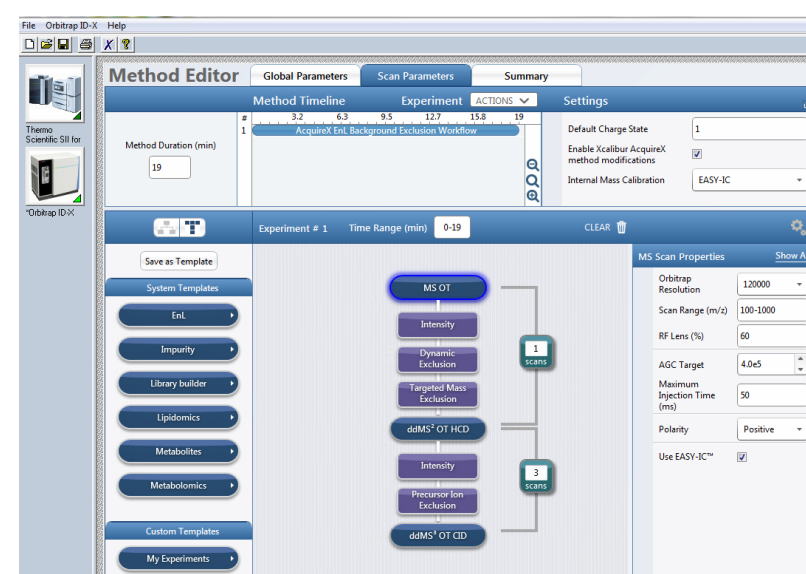 File Orbitrap ID-X Help
Method Editor
Global Parameters
Scan Parameters
Summary
Method Timeline
Experiment
ACTIONS
Settings
Thermo
Scientific SII for
*Orbitrap ID-X
Method Duration (min)
19
#
3.2 6.3 9.5 12.7 15.8 19
1 AcquireX EnL Background Exclusion Workflow
Default Charge
State
1
Enable Xcalibur AcquireX
method modifications
Internal Mass Calibration
EASY-IC
Experiment # 1
Time Range (min)
0-19
CLEAR
Save as Template
System Templates
EnL
Impurity
Library builder
Lipidomics
Metabolites
Metabolomics
Custom Templates
My Experiments
MS OT
Intensity
Dynamic
Exclusion
Targeted Mass
Exclusion
1
scans
ddMS² OT HCD
Intensity
Precursor Ion
Exclusion
3
scans
MS Scan Properties
Show A
Orbitrap
Resolution
120000
Scan Range (m/z)
100-1000
RF Lens (%)
60
AGC Target
4.0e5
Maximum
Injection Time
(ms)
50
Polarity
Positive
Use EASY-IC™